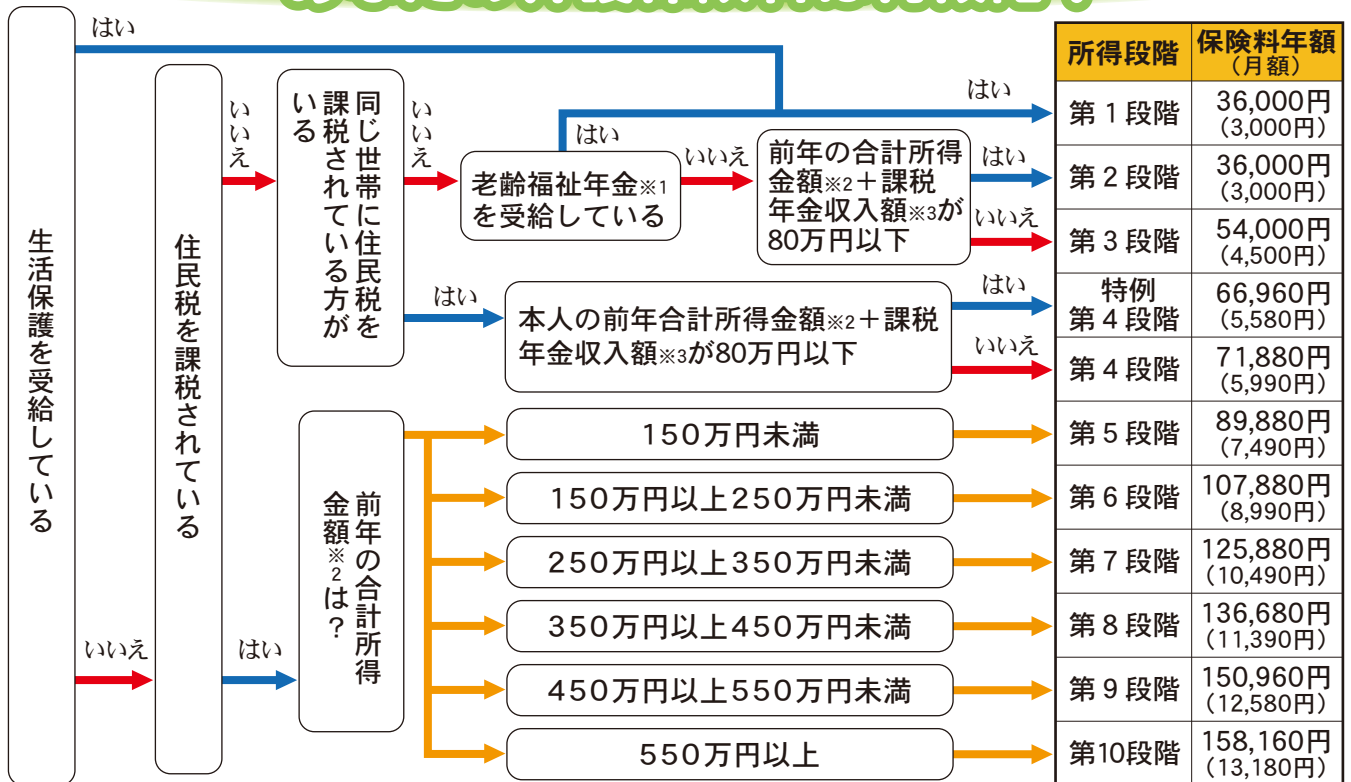 はい
生活保護を受給している
いいえ
住民税を課税されている
いいえ
はい
同じ世帯に住民税を
課税されている方が
いる
いいえ
はい
老齢福祉年金※1
を受給している
はい
いいえ
前年の合計所得
金額※2＋課税
年金収入額※3が
80万円以下
はい
はい
いいえ
本人の前年合計所得金額※2＋課税
年金収入額※3が80万円以下
はい
いいえ
前年の合計所得
金額※2は？
150万円未満
150万円以上250万円未満
250万円以上350万円未満
350万円以上450万円未満
450万円以上550万円未満
550万円以上
所得段階 保険料年額
（月額）
第１段階 36,000円
（3,000円）
第２段階 36,000円
（3,000円）
第３段階 54,000円
（4,500円）
特例
第４段階 66,960円
（5,580円）
第４段階 71,880円
（5,990円）
第５段階 89,880円
（7,490円）
第６段階 107,880円
（8,990円）
第７段階 125,880円
（10,490円）
第８段階 136,680円
（11,390円）
第９段階 150,960円
（12,580円）
第10段階 158,160円
（13,180円）